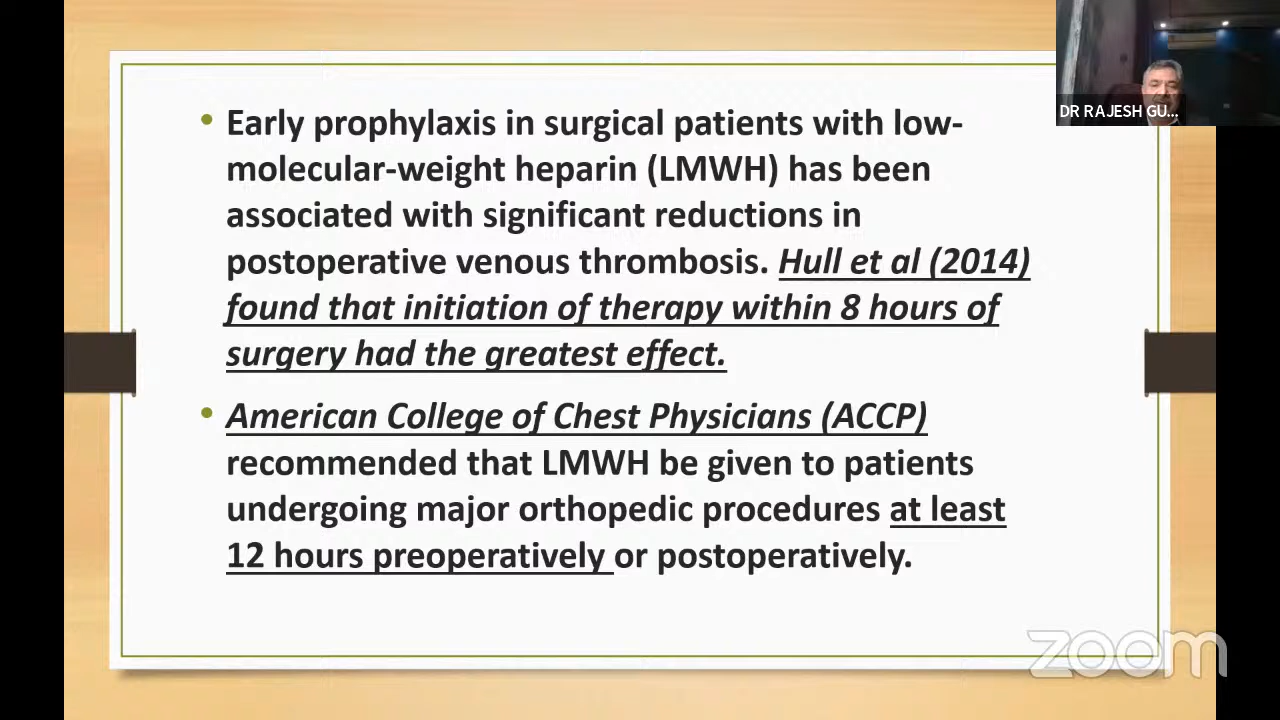 • Early prophylaxis in surgical patients with low-
molecular-weight heparin (LMWH) has been
associated with significant reductions in
postoperative venous thrombosis. Hull et al (2014)
found that initiation of therapy within 8 hours of
surgery had the greatest effect.
• American College of Chest Physicians (ACCP)
recommended that LMWH be given to patients
undergoing major orthopedic procedures at least
12 hours preoperatively or postoperatively.
DR RAJESH GU...
zoom